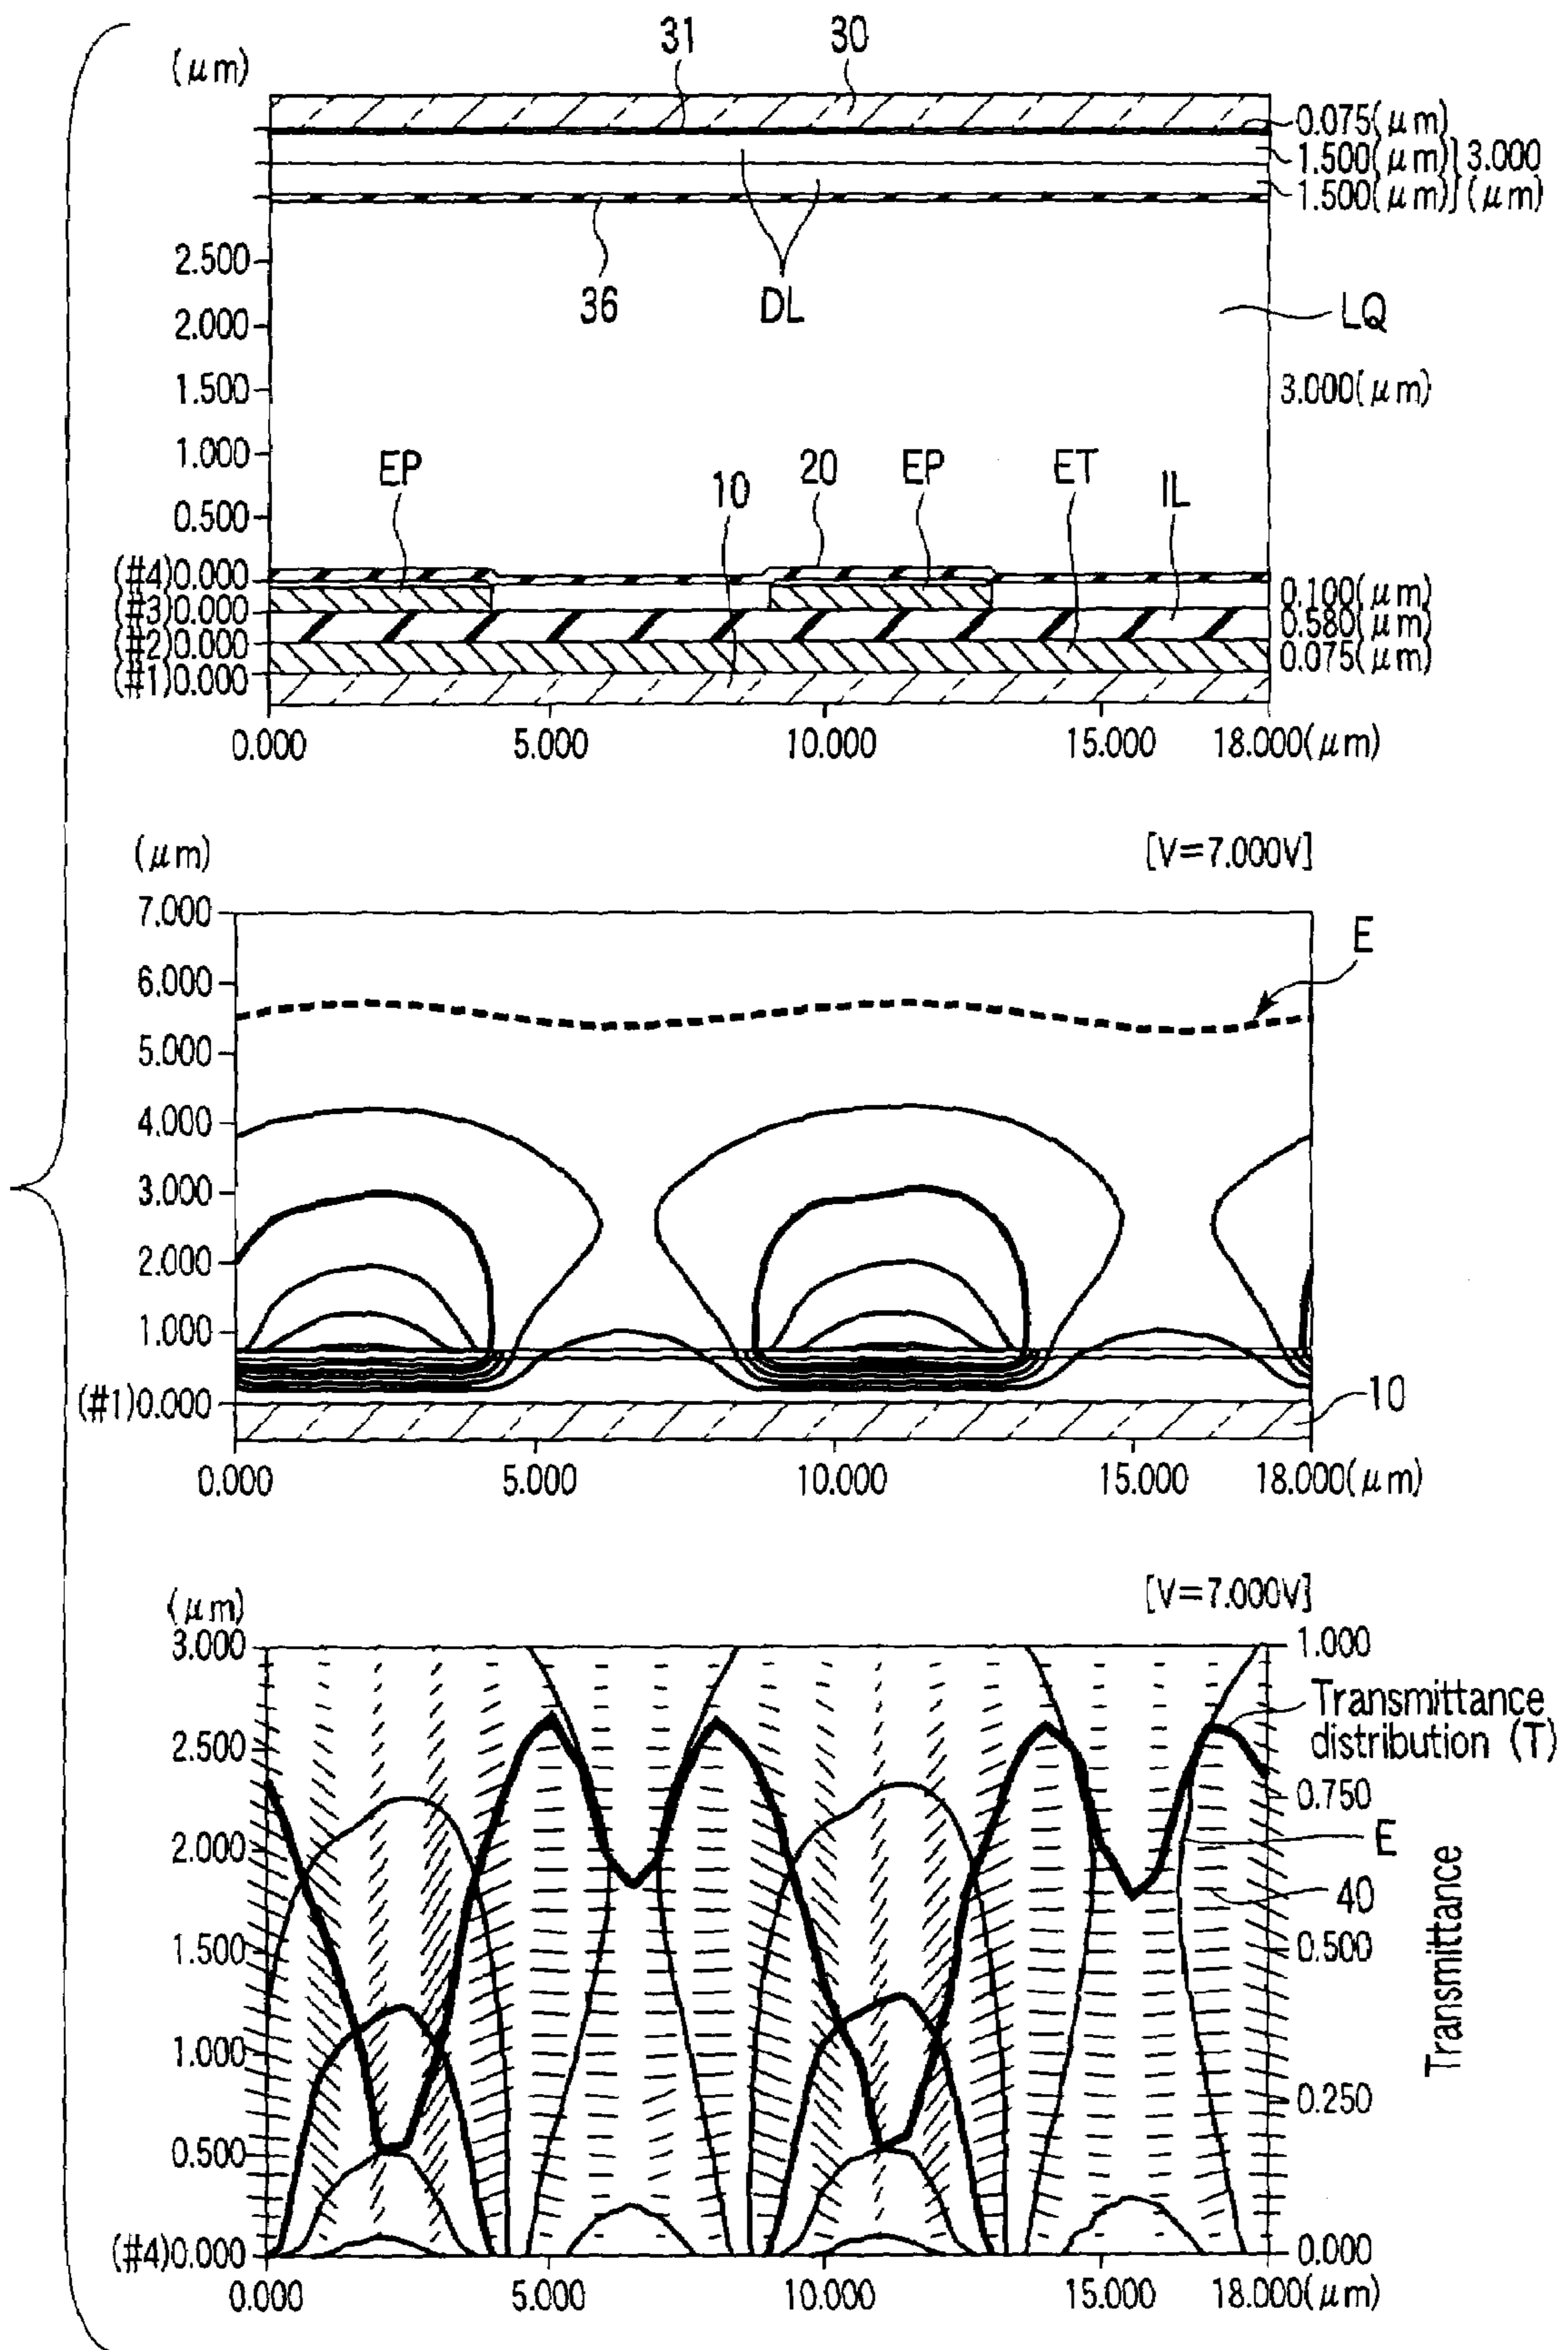 31 30
(μm)
0.075(μm)
1.500(μm)}3.000
1.500(μm)}(μm)
2.500
36 DL LQ
2.000
1.500 3.000(μm)
1.000
EP 10 20 EP ET IL
0.500
(#4)0.000
(#3)0.000 0.100(μm)
(#2)0.000 0.580(μm)
(#1)0.000 0.075(μm)
10
0.000 5.000 10.000 15.000 18.000(μm)
(μm) [V=7.000V]
7.000
E
6.000
5.000
4.000
3.000
2.000
1.000
(#1)0.000 10
0.000 5.000 10.000 15.000 18.000(μm)
(μm) [V=7.000V]
3.000 1.000
Transmittance
distribution (T)
2.500
0.750
2.000 E
40
1.500 0.500
Transmittance
1.000
0.250
0.500
(#4)0.000 0.000
0.000 5.000 10.000 15.000 18.000(μm)